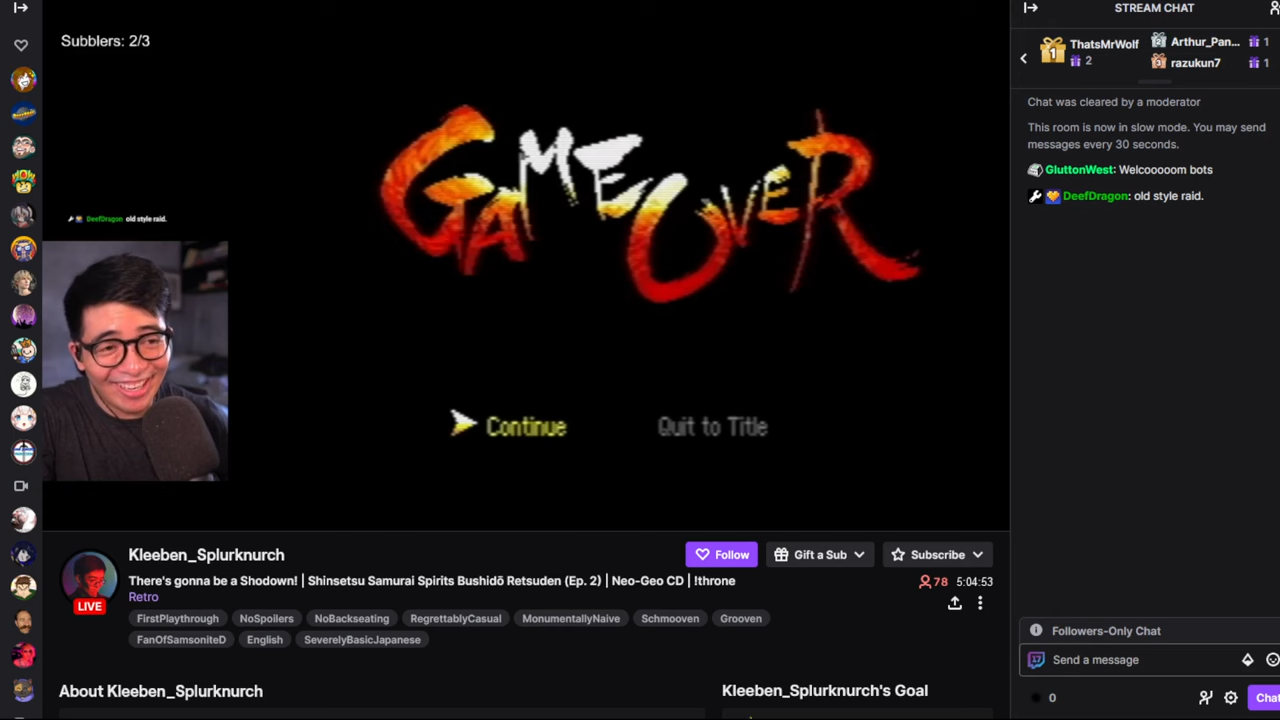 STREAM CHAT
Subblers: 2/3
ThatsMrWolf
2
Arthur_Pan... 1
razukun7 1
Chat was cleared by a moderator
This room is now in slow mode. You may send
messages every 30 seconds.
GluttonWest: Welcooooom bots
DeefDragon: old style raid.
GAME OVER
DeefDragon old style raid.
Continue
Quit to Title
Kleeben_Splurknurch
Follow
Gift a Sub
Subscribe
There's gonna be a Shodown! | Shinsetsu Samurai Spirits Bushidō Retsuden (Ep. 2) | Neo-Geo CD | !throne
78
5:04:53
Retro
LIVE
FirstPlaythrough
NoSpoilers
NoBackseating
RegrettablyCasual
MonumentallyNaive
Schmooven
Grooven
FanOfSamsoniteD
English
SeverelyBasicJapanese
Followers-Only Chat
Send a message
0
Chat
About Kleeben_Splurknurch
Kleeben_Splurknurch's Goal